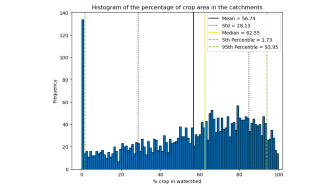 Histogram of the percentage of crop area in the catchments
Mean = 56.74
Std = 28.13
Median = 62.55
5th Percentile = 1.73
95th Percentile = 93.95
Frequency
140
120
100
80
60
40
20
0
0 20 40 60 80 100
% crop in watershed